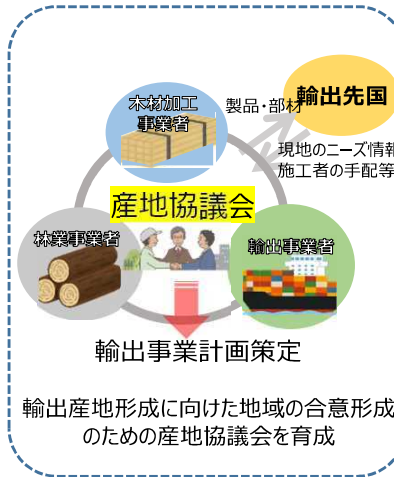 木材加工
事業者
製品・部材
輸出先国
現地のニーズ情報
施工者の手配等
産地協議会
林業事業者
輸出事業者
輸出事業計画策定
輸出産地形成に向けた地域の合意形成
のための産地協議会を育成